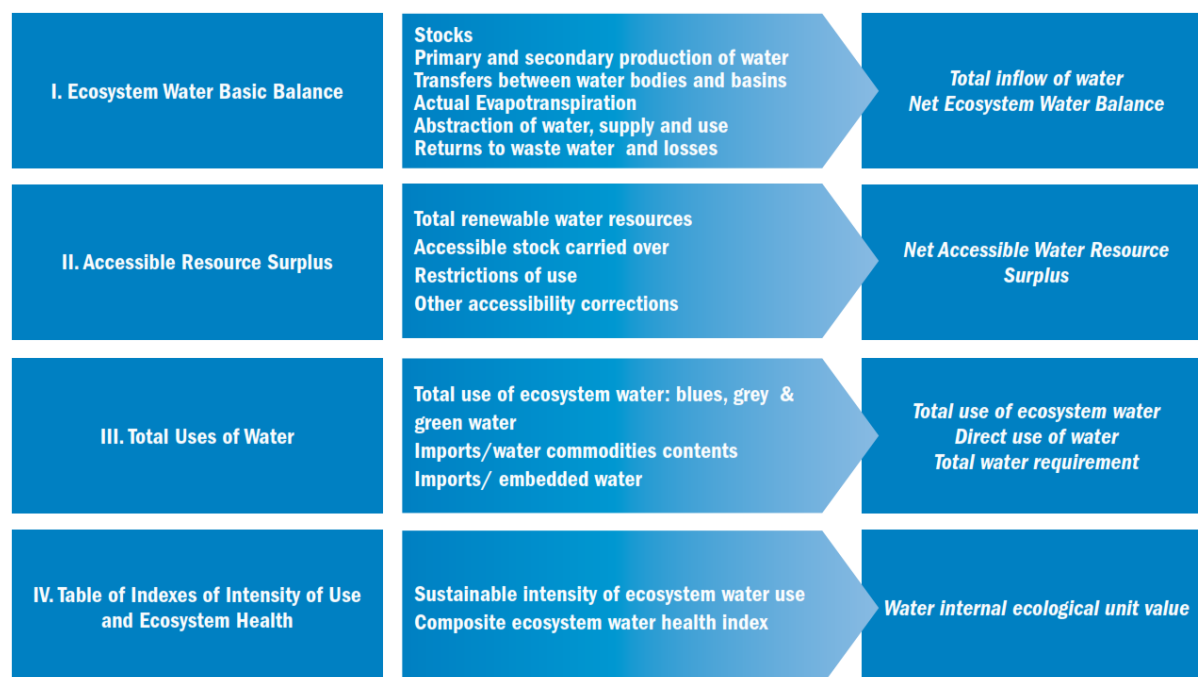 I. Ecosystem Water Basic Balance
Stocks
Primary and secondary production of water
Transfers between water bodies and basins
Actual Evapotranspiration
Abstraction of water, supply and use
Returns to waste water and losses
Total inflow of water
Net Ecosystem Water Balance
II. Accessible Resource Surplus
Total renewable water resources
Accessible stock carried over
Restrictions of use
Other accessibility corrections
Net Accessible Water Resource
Surplus
III. Total Uses of Water
Total use of ecosystem water: blues, grey &
green water
Imports/water commodities contents
Imports/ embedded water
Total use of ecosystem water
Direct use of water
Total water requirement
IV. Table of Indexes of Intensity of Use
and Ecosystem Health
Sustainable intensity of ecosystem water use
Composite ecosystem water health index
Water internal ecological unit value